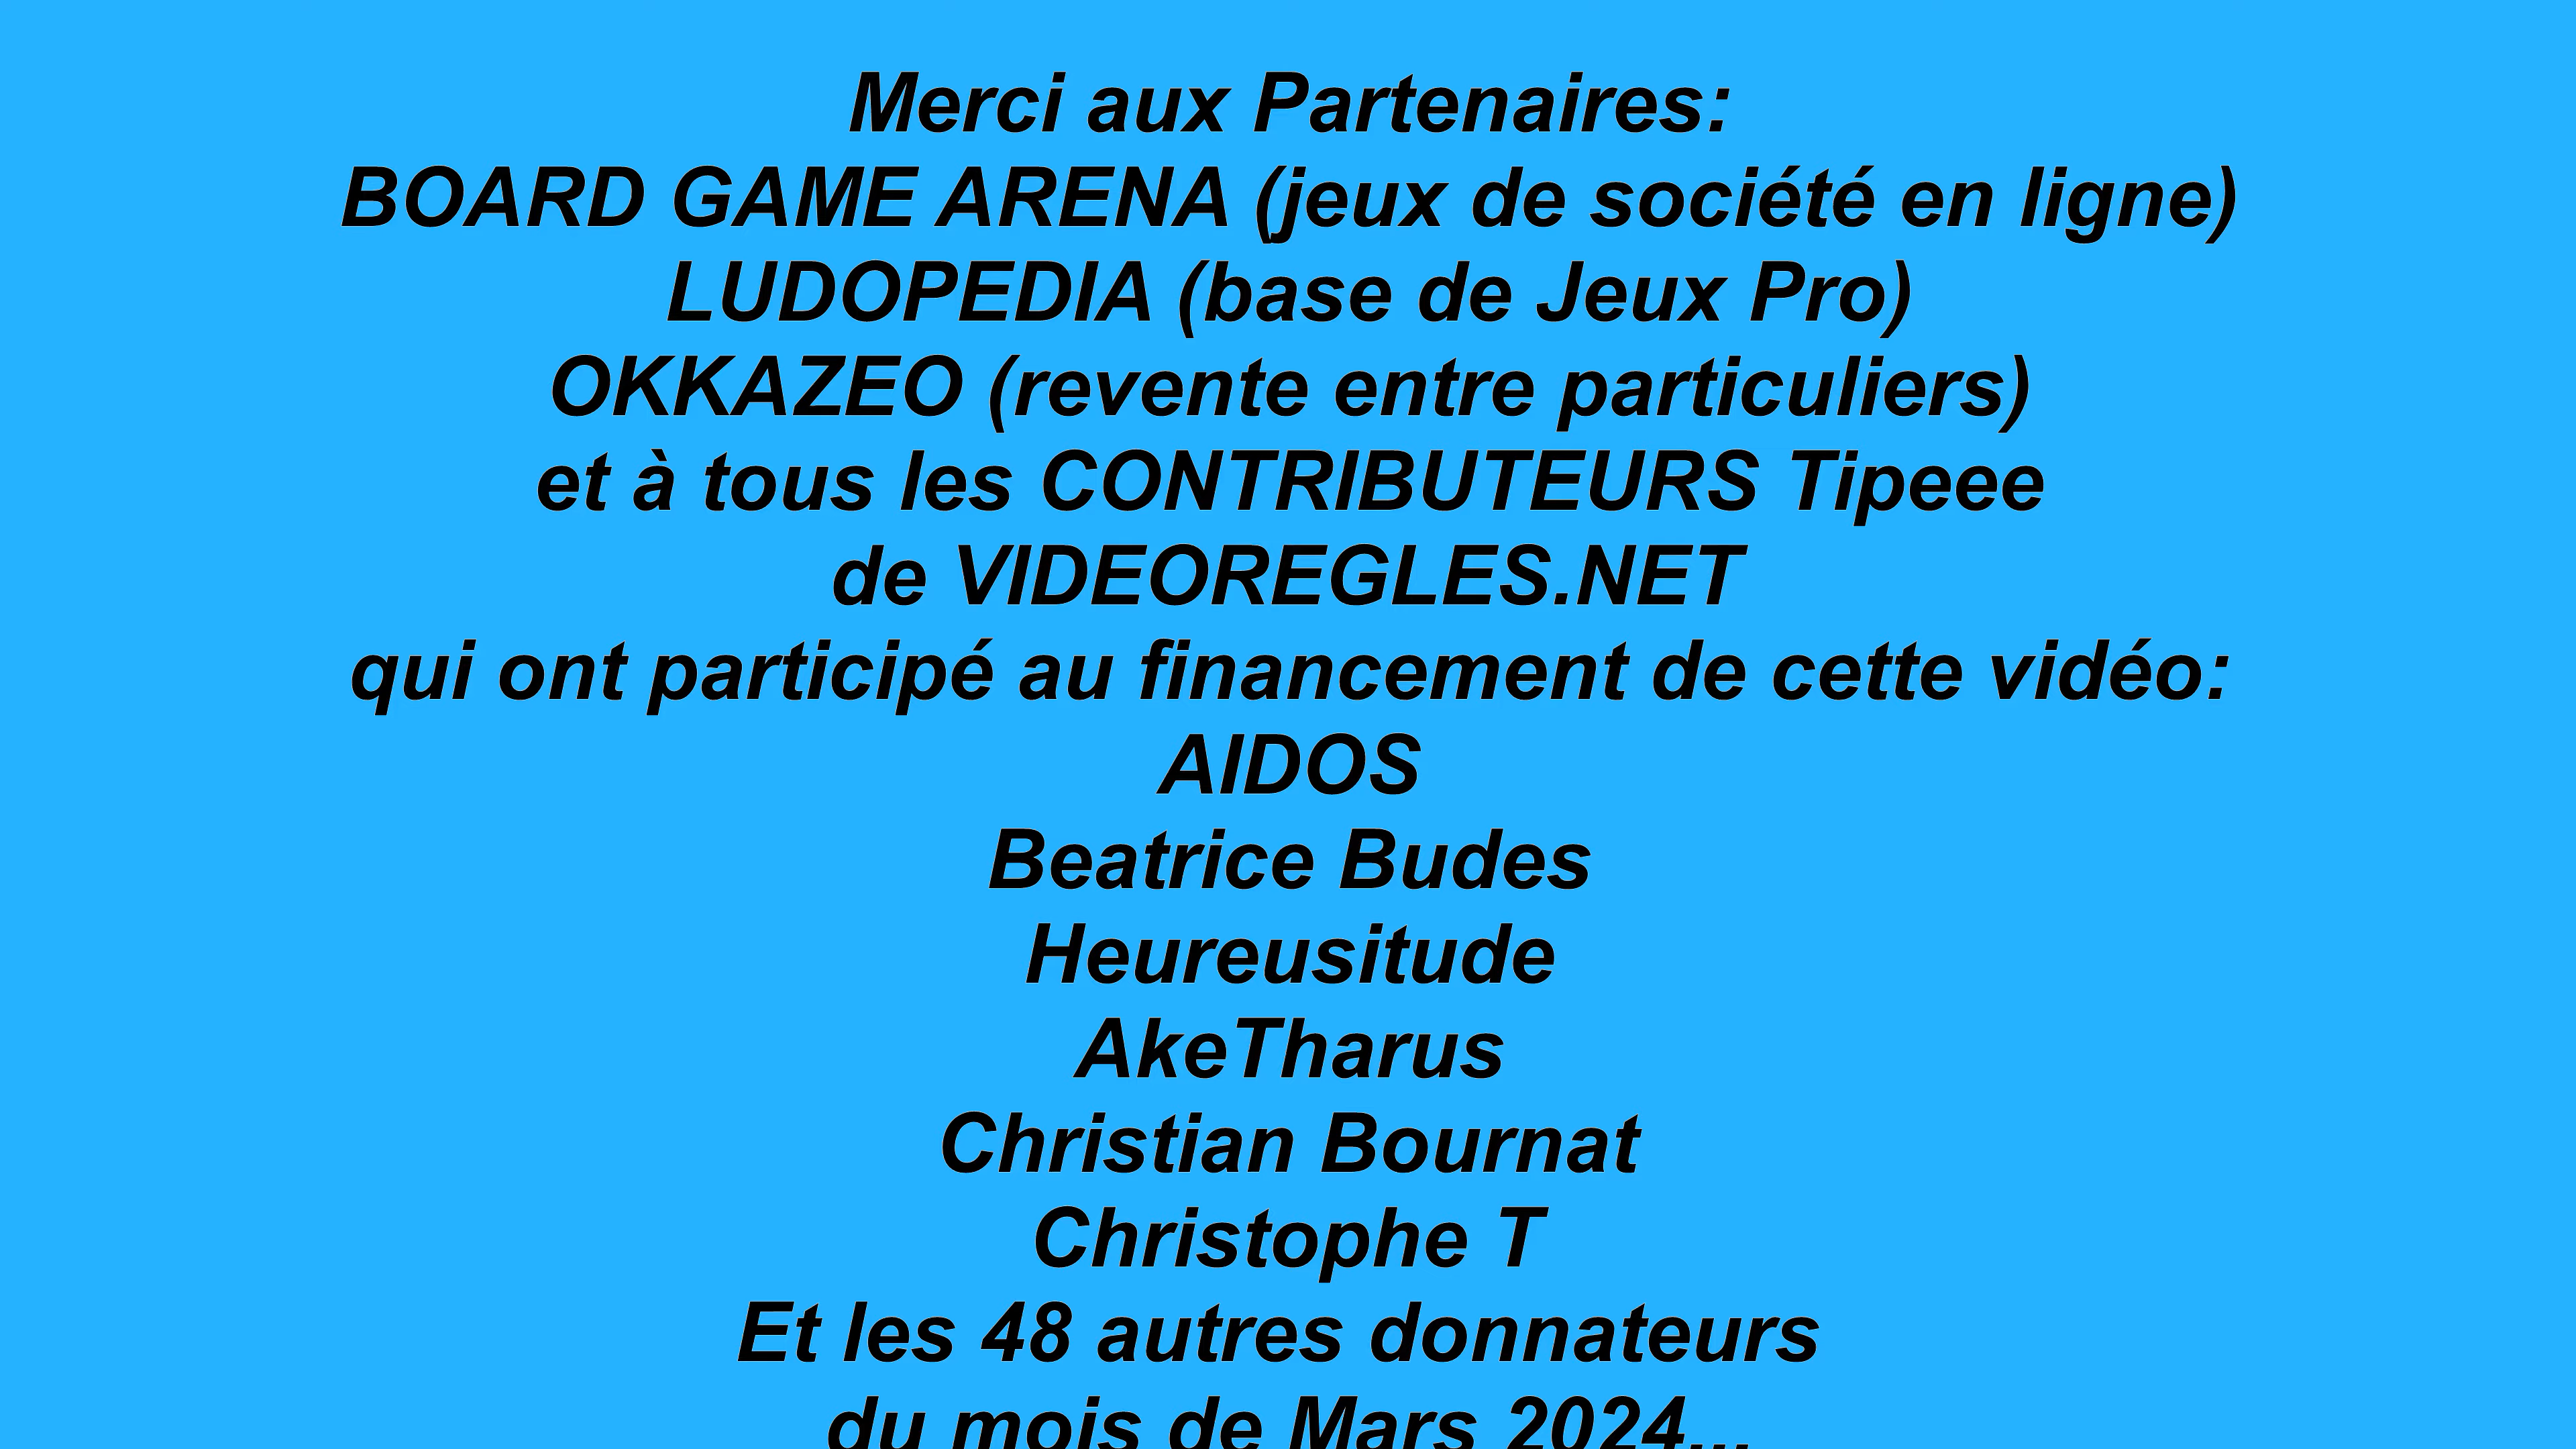 Merci aux Partenaires:
BOARD GAME ARENA (jeux de société en ligne)
LUDOPEDIA (base de Jeux Pro)
OKKAZEO (revente entre particuliers)
et à tous les CONTRIBUTEURS Tipeee
de VIDEOREGLES.NET
qui ont participé au financement de cette vidéo:
AIDOS
Beatrice Budes
Heureusitude
AkeTharus
Christian Bournat
Christophe T
Et les 48 autres donnateurs
du mois de Mars 2024...